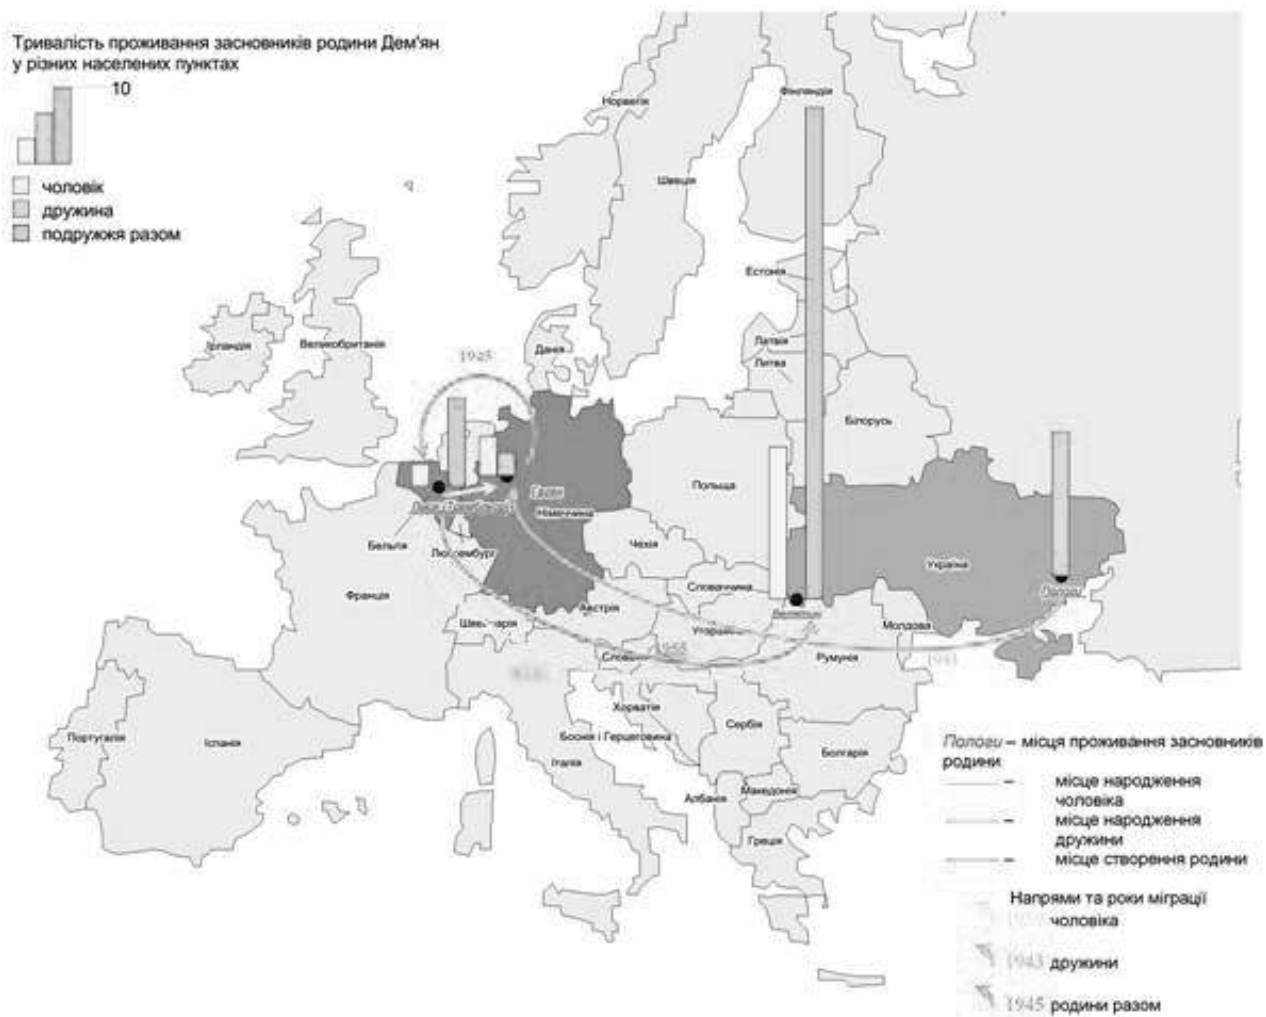 Тривалість проживання засновників родини Дем'ян
у різних населених пунктах
10
чоловік
дружина
подружжя разом
Норвегія
Фінляндія
Швеція
Естонія
Ірландія
Великобританія
1945
Данія
Латвія
Литва
Білорусь
Польща
Німеччина
Бельгія
Люксембург
Чехія
Україна
Пологи
Франція
Словаччина
Австрія
Швейцарія
Молдова
Румунія
Хорватія
Сербія
Португалія
Іспанія
Боснія і Герцеговина
Італія
Болгарія
Албанія
Македонія
Греція
Пологи – місця проживання засновників
родини
– місце народження
чоловіка
– місце народження
дружини
– місце створення родини
Напрями та роки міграції
чоловіка
1943 дружини
1945 родини разом